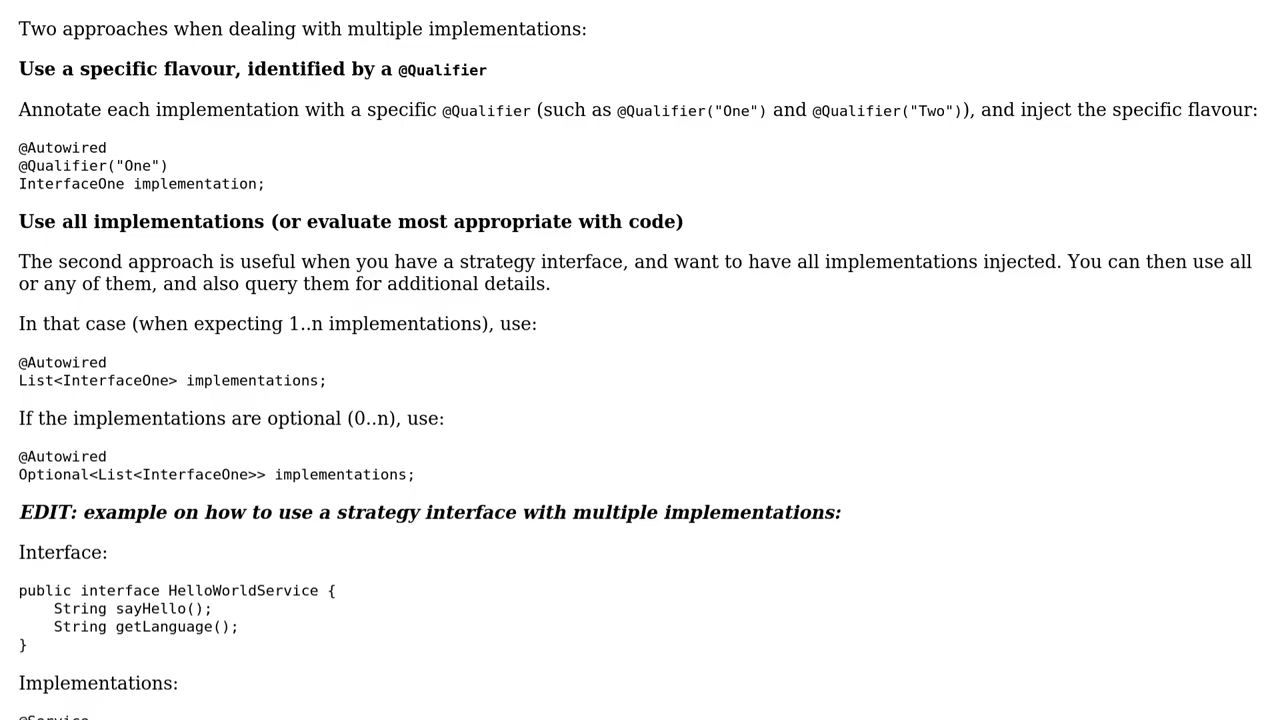 Two approaches when dealing with multiple implementations:
Use a specific flavour, identified by a @Qualifier
Annotate each implementation with a specific @Qualifier (such as @Qualifier("One") and @Qualifier("Two")), and inject the specific flavour:
@Autowired
@Qualifier("One")
InterfaceOne implementation;
Use all implementations (or evaluate most appropriate with code)
The second approach is useful when you have a strategy interface, and want to have all implementations injected. You can then use all
or any of them, and also query them for additional details.
In that case (when expecting 1..n implementations), use:
@Autowired
List<InterfaceOne> implementations;
If the implementations are optional (0..n), use:
@Autowired
Optional<List<InterfaceOne>> implementations;
EDIT: example on how to use a strategy interface with multiple implementations:
Interface:
public interface HelloWorldService {
    String sayHello();
    String getLanguage();
}
Implementations:
@Service